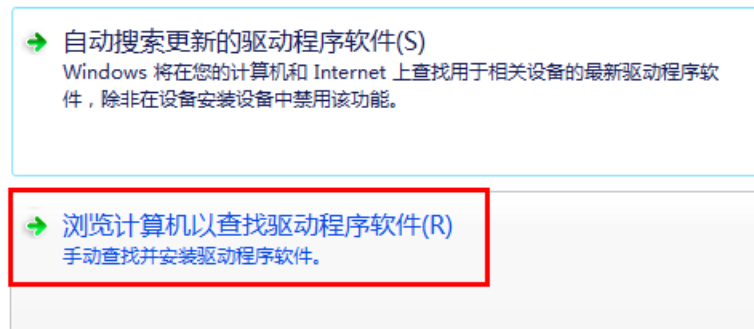 自动搜索更新的驱动程序软件(S)
Windows 将在您的计算机和 Internet 上查找用于相关设备的最新驱动程序软
件，除非在设备安装设备中禁用该功能。
浏览计算机以查找驱动程序软件(R)
手动查找并安装驱动程序软件。